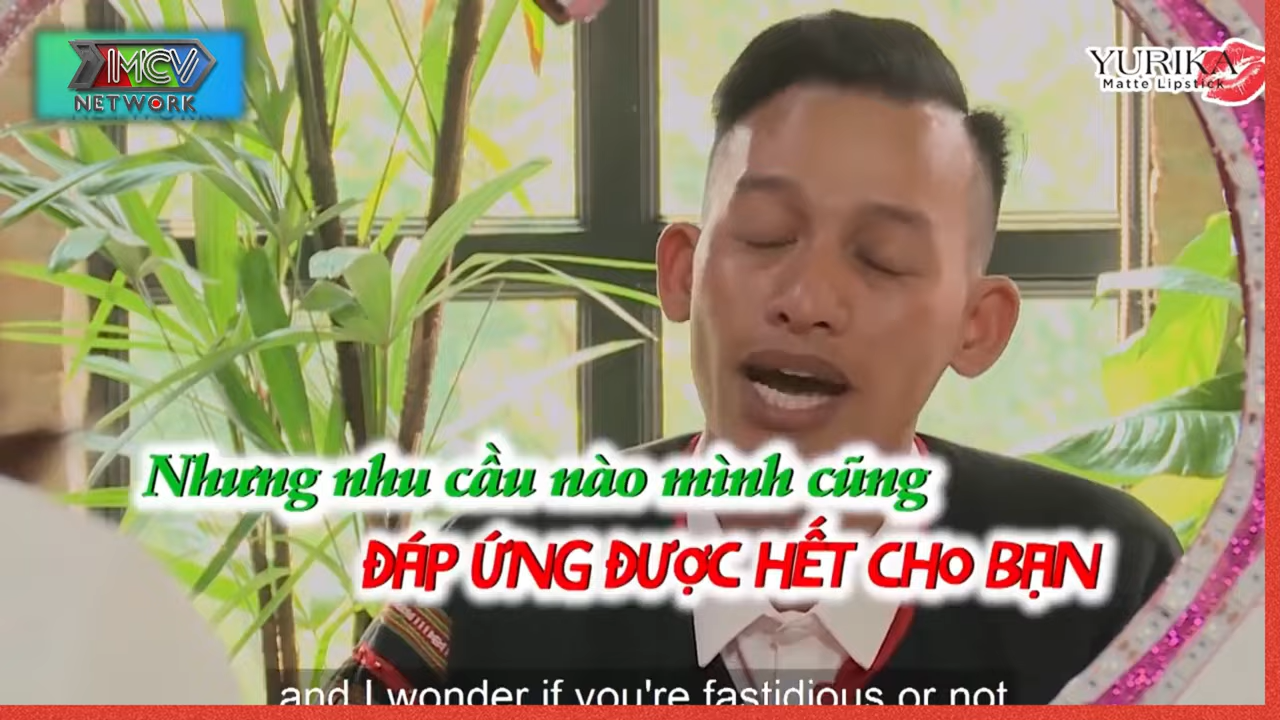 MCV
NETWORK
YURIKA
Matte Lipstick
Nhưng nhu cầu nào mình cũng
ĐÁP ỨNG ĐƯỢC HẾT CHO BẠN
and I wonder if you're fastidious or not